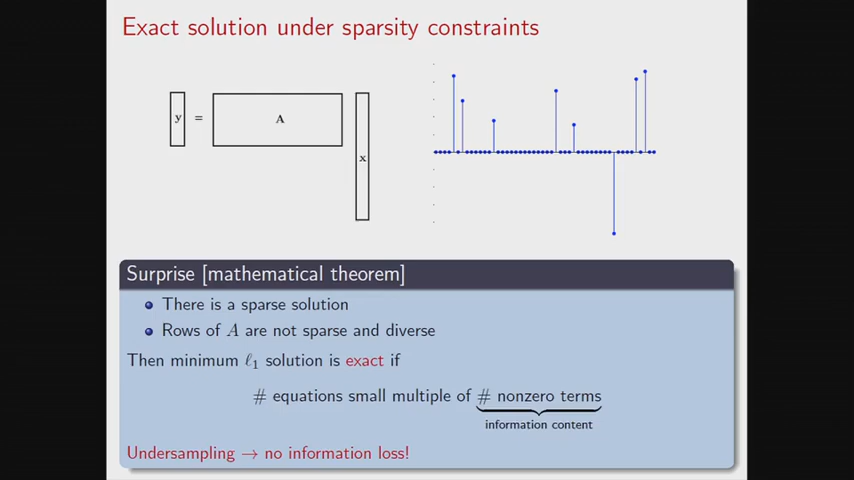 Exact solution under sparsity constraints
y = A
x
Surprise [mathematical theorem]
There is a sparse solution
Rows of A are not sparse and diverse
Then minimum ℓ₁ solution is exact if
# equations small multiple of # nonzero terms
information content
Undersampling → no information loss!